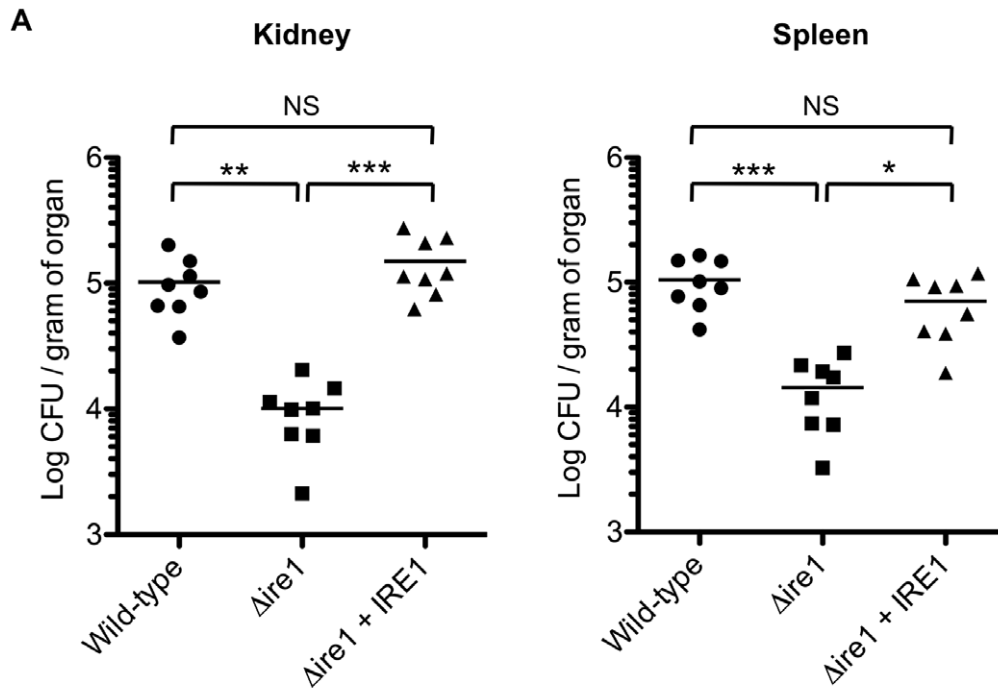 A
Kidney
NS
**
***
6
5
4
3
Log CFU / gram of organ
Wild-type
Δire1
Δire1 + IRE1
Spleen
NS
***
*
6
5
4
3
Log CFU / gram of organ
Wild-type
Δire1
Δire1 + IRE1